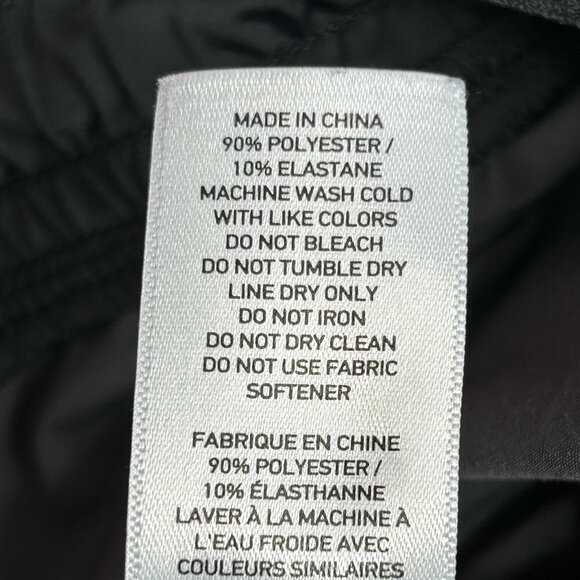 MADE IN CHINA
90% POLYESTER /
10% ELASTANE
MACHINE WASH COLD
WITH LIKE COLORS
DO NOT BLEACH
DO NOT TUMBLE DRY
LINE DRY ONLY
DO NOT IRON
DO NOT DRY CLEAN
DO NOT USE FABRIC
SOFTENER
FABRIQUE EN CHINE
90% POLYESTER /
10% ÉLASTHANNE
LAVER À LA MACHINE À
L'EAU FROIDE AVEC
COULEURS SIMILAIRES